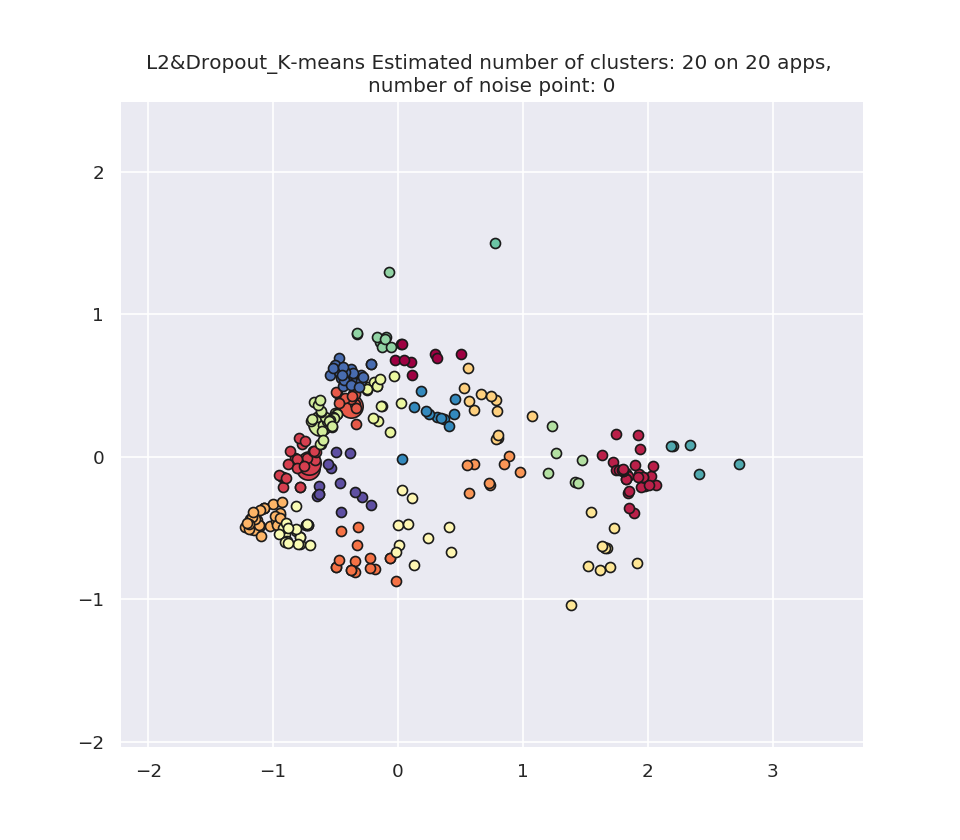 L2&Dropout_K-means Estimated number of clusters: 20 on 20 apps,
number of noise point: 0
2
1
0
−1
−2
−2 −1 0 1 2 3